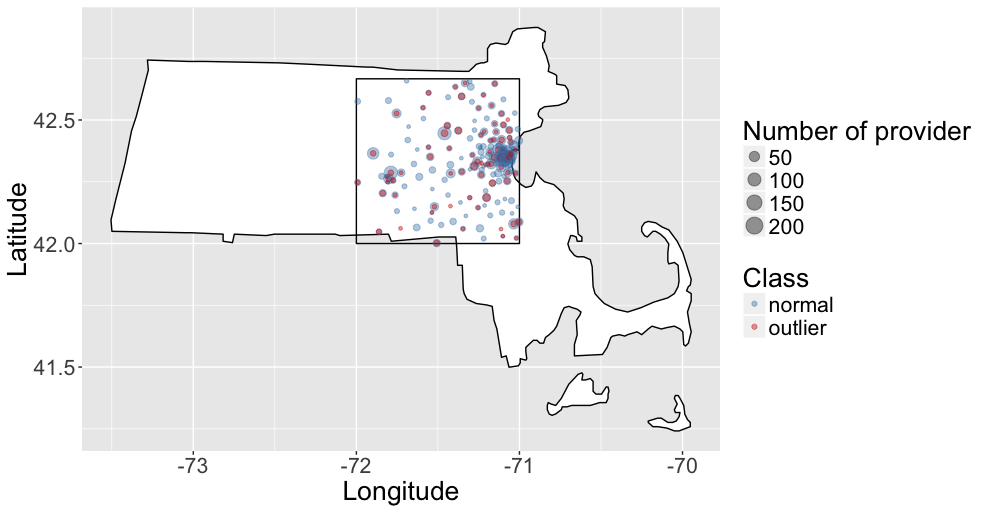 42.5
42.0
41.5
Latitude
-73
-72
-71
-70
Longitude
Number of provider
50
100
150
200
Class
normal
outlier